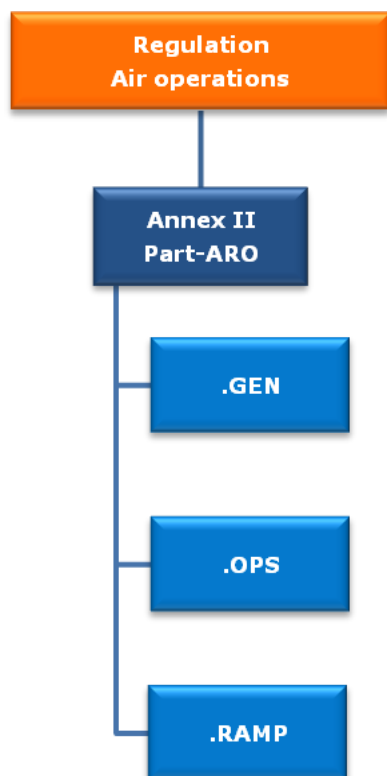 Regulation
Air operations
Annex II
Part-ARO
.GEN
.OPS
.RAMP